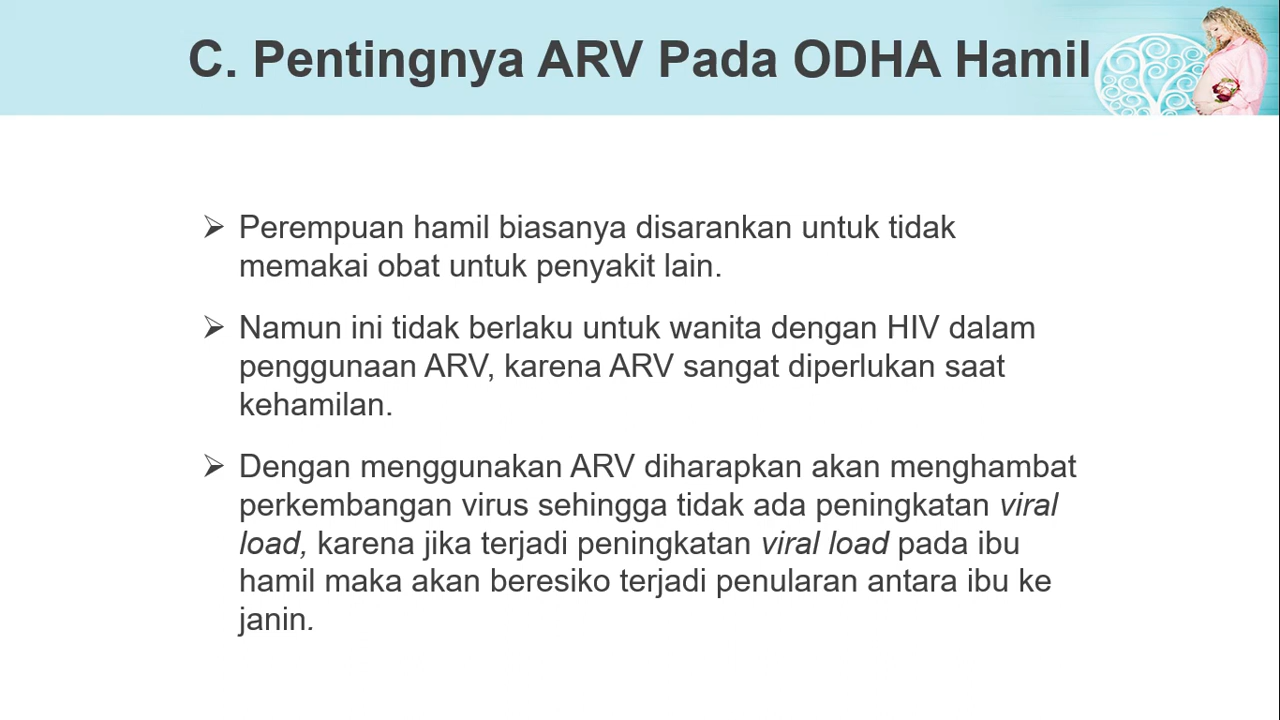 C. Pentingnya ARV Pada ODHA Hamil
➢ Perempuan hamil biasanya disarankan untuk tidak
memakai obat untuk penyakit lain.
➢ Namun ini tidak berlaku untuk wanita dengan HIV dalam
penggunaan ARV, karena ARV sangat diperlukan saat
kehamilan.
➢ Dengan menggunakan ARV diharapkan akan menghambat
perkembangan virus sehingga tidak ada peningkatan viral
load, karena jika terjadi peningkatan viral load pada ibu
hamil maka akan beresiko terjadi penularan antara ibu ke
janin.